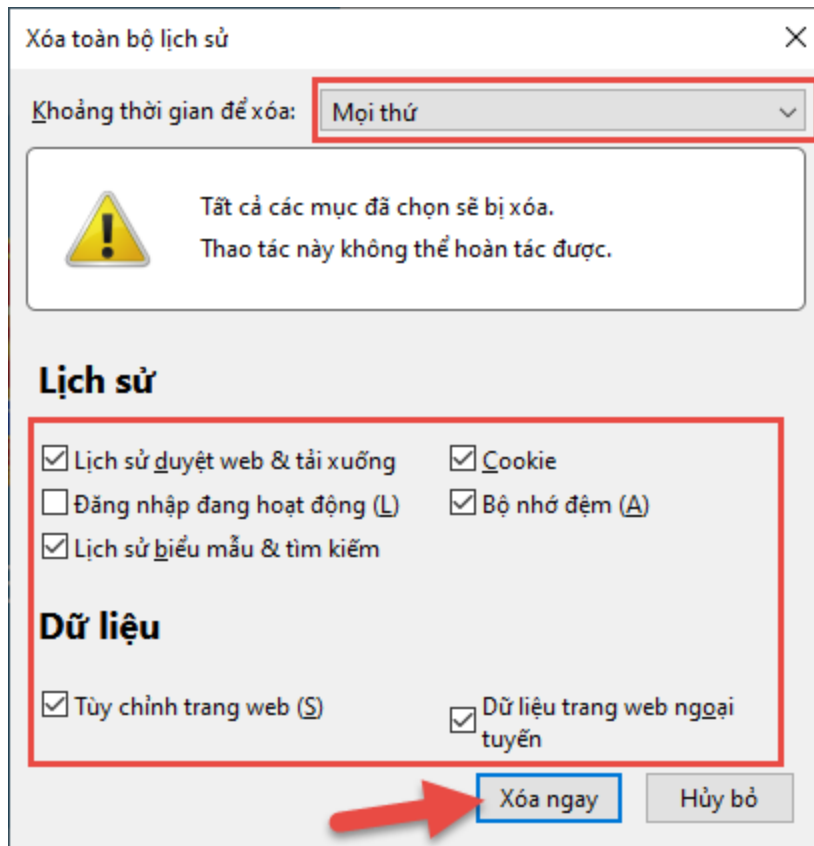 Xóa toàn bộ lịch sử
Khoảng thời gian để xóa: Mọi thứ
Tất cả các mục đã chọn sẽ bị xóa.
Thao tác này không thể hoàn tác được.
Lịch sử
Lịch sử duyệt web & tải xuống
Cookie
Đăng nhập đang hoạt động (L)
Bộ nhớ đệm (A)
Lịch sử biểu mẫu & tìm kiếm
Dữ liệu
Tùy chỉnh trang web (S)
Dữ liệu trang web ngoại
tuyến
Xóa ngay
Hủy bỏ